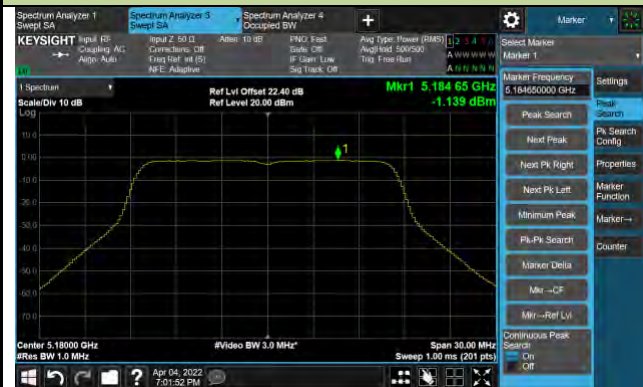 Spectrum Analyzer 1
Swept SA
Spectrum Analyzer 3
Swept SA
Spectrum Analyzer 4
Occupied BW
+
Marker
KEYSIGHT
Input: RF
Coupling: AC
Align: Auto
Input Z: 50 Ω
Corrections: Off
Freq Ref: Int (S)
NFE: Adaptive
Atten: 10 dB
PNO: Fast
Gate: Off
IF Gain: Low
Sig Track: Off
Avg Type: Power (RMS)
Avg|Hold: 500/500
Trig: Free Run
1 2 3 4 5 6
A W W W W W
A N N N N N
Select Marker
Marker 1
1 Spectrum
Scale/Div 10 dB
Log
Ref Lvl Offset 22.40 dB
Ref Level 20.00 dBm
Mkr1 5.184 65 GHz
-1.139 dBm
Marker Frequency
5.184650000 GHz
Settings
Peak Search
Peak
Search
Next Peak
Pk Search
Config
Next Pk Right
Properties
Next Pk Left
Marker
Function
Minimum Peak
Marker→
Pk-Pk Search
Counter
Marker Delta
Mkr→CF
Mkr→Ref Lvl
Continuous Peak
Search
On
Off
10.0
0.00
-10.0
-20.0
-30.0
-40.0
-50.0
-60.0
-70.0
1
Center 5.18000 GHz
#Res BW 1.0 MHz
#Video BW 3.0 MHz*
Span 30.00 MHz
Sweep 1.00 ms (201 pts)
?
Apr 04, 2022
7:01:52 PM